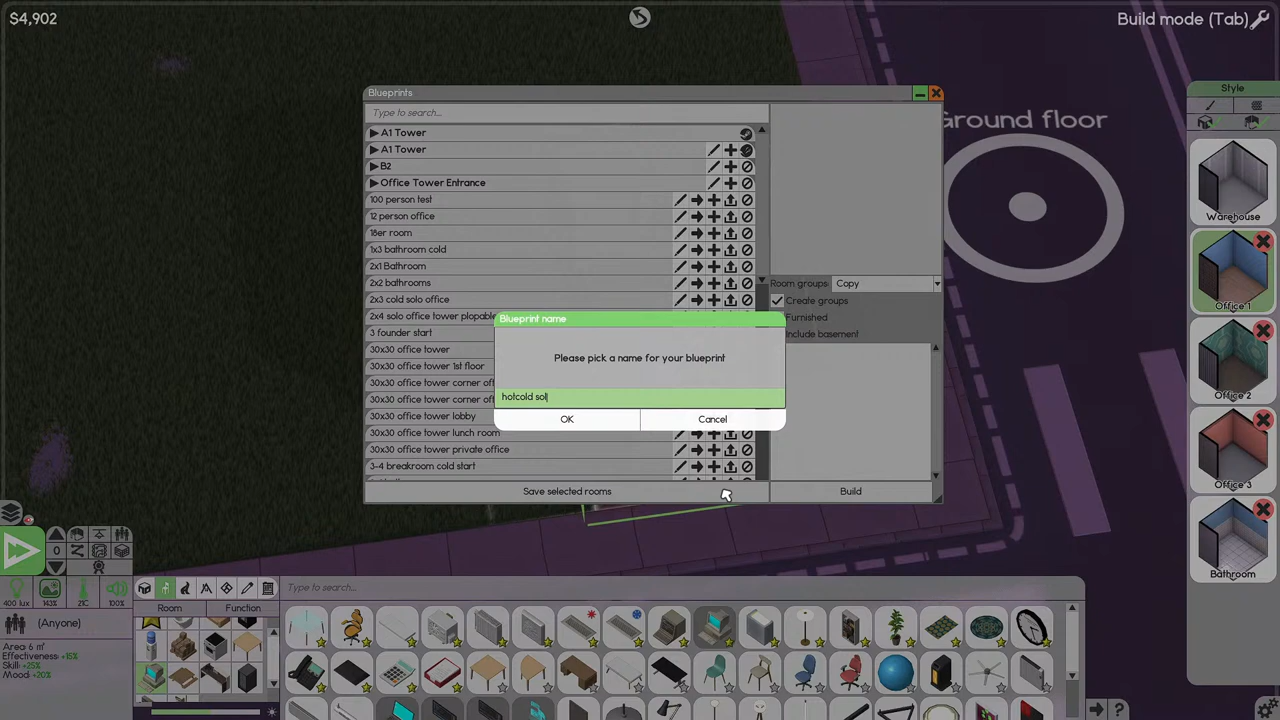 $4,902
Build mode (Tab)
Blueprints
Type to search...
A1 Tower
A1 Tower
B2
Office Tower Entrance
100 person test
12 person office
18er room
1x3 bathroom cold
2x1 Bathroom
2x2 bathrooms
2x3 cold solo office
2x4 solo office tower plopable
3 founder start
30x30 office tower
30x30 office tower 1st floor
30x30 office tower corner of
30x30 office tower corner of
30x30 office tower lobby
30x30 office tower lunch room
30x30 office tower private office
3-4 breakroom cold start
Save selected rooms
Room groups:
Copy
Create groups
Furnished
Include basement
Build
Blueprint name
Please pick a name for your blueprint
hotcold sol
OK
Cancel
Ground floor
Style
Warehouse
Office 1
Office 2
Office 3
Bathroom
0
400 lux
143%
21C
100%
(Anyone)
Area: 6 m²
Effectiveness: +15%
Skill: +25%
Mood: +20%
Room
Function
Type to search...
?